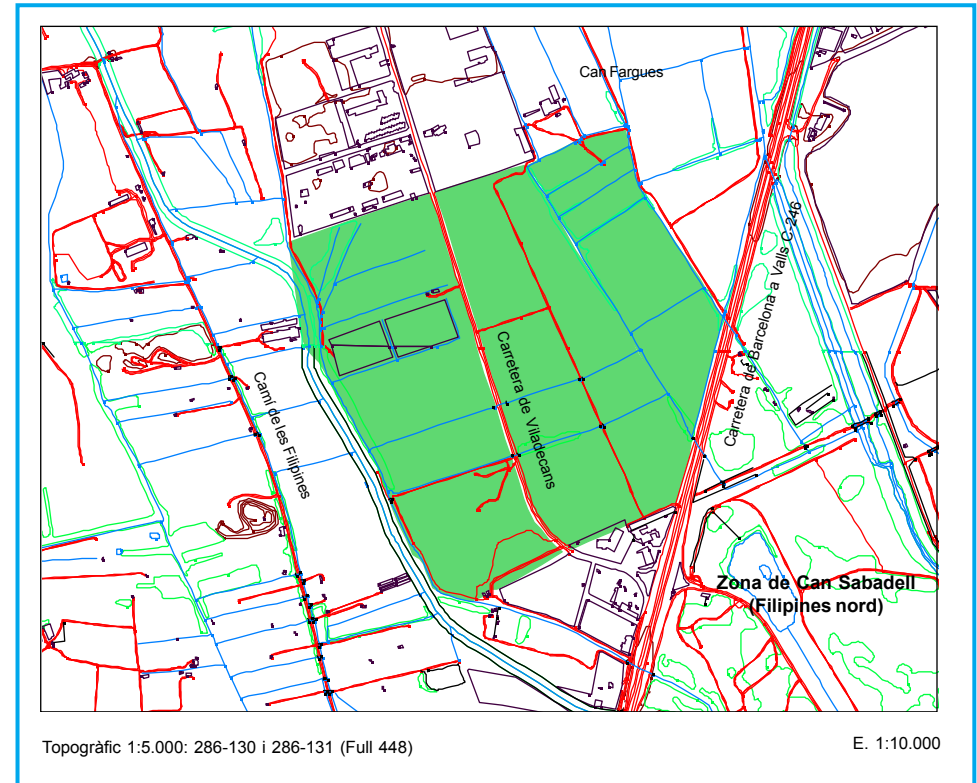 Can Fargues
Carretera de Barcelona a Valls C-246
Carretera de Viladecans
Camí de les Filipines
Zona de Can Sabadell
(Filipines nord)
Topogràfic 1:5.000: 286-130 i 286-131 (Full 448)
E. 1:10.000